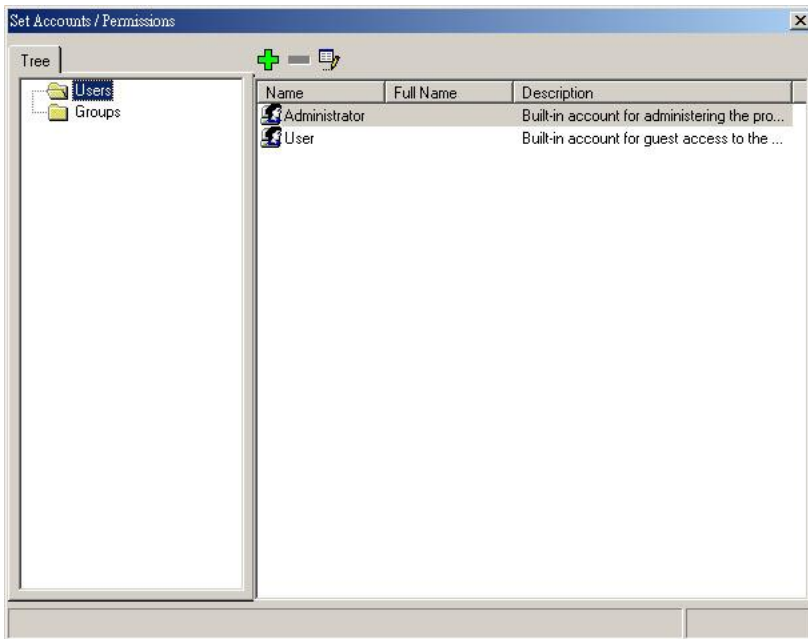 Set Accounts / Permissions
Tree
Users
Groups
Name Full Name Description
Administrator Built-in account for administering the pro...
User Built-in account for guest access to the ...